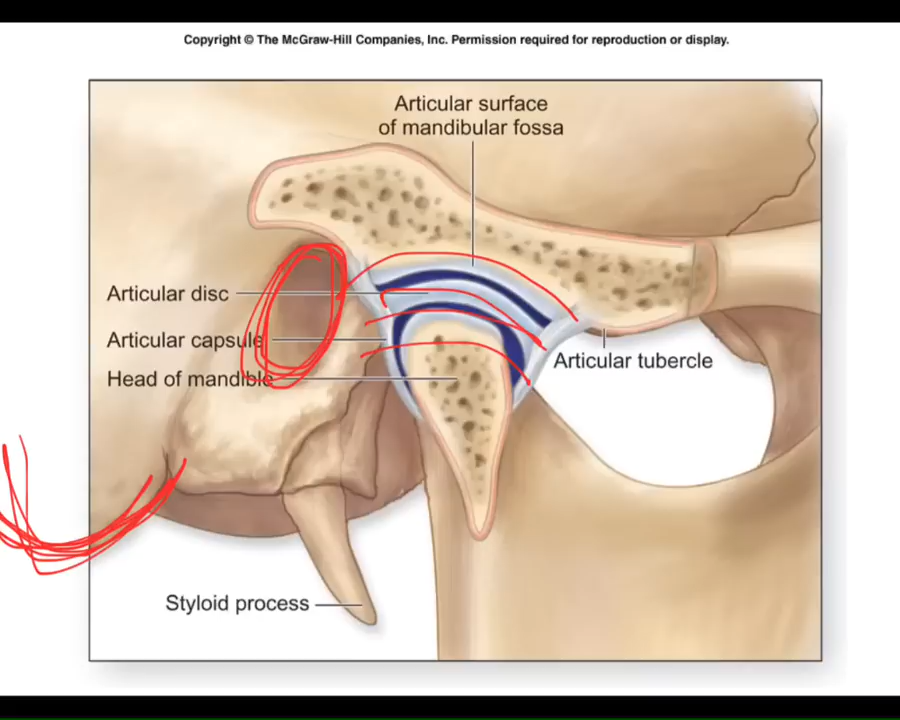 Copyright © The McGraw-Hill Companies, Inc. Permission required for reproduction or display.
Articular surface
of mandibular fossa
Articular disc
Articular capsule
Articular tubercle
Head of mandible
Styloid process